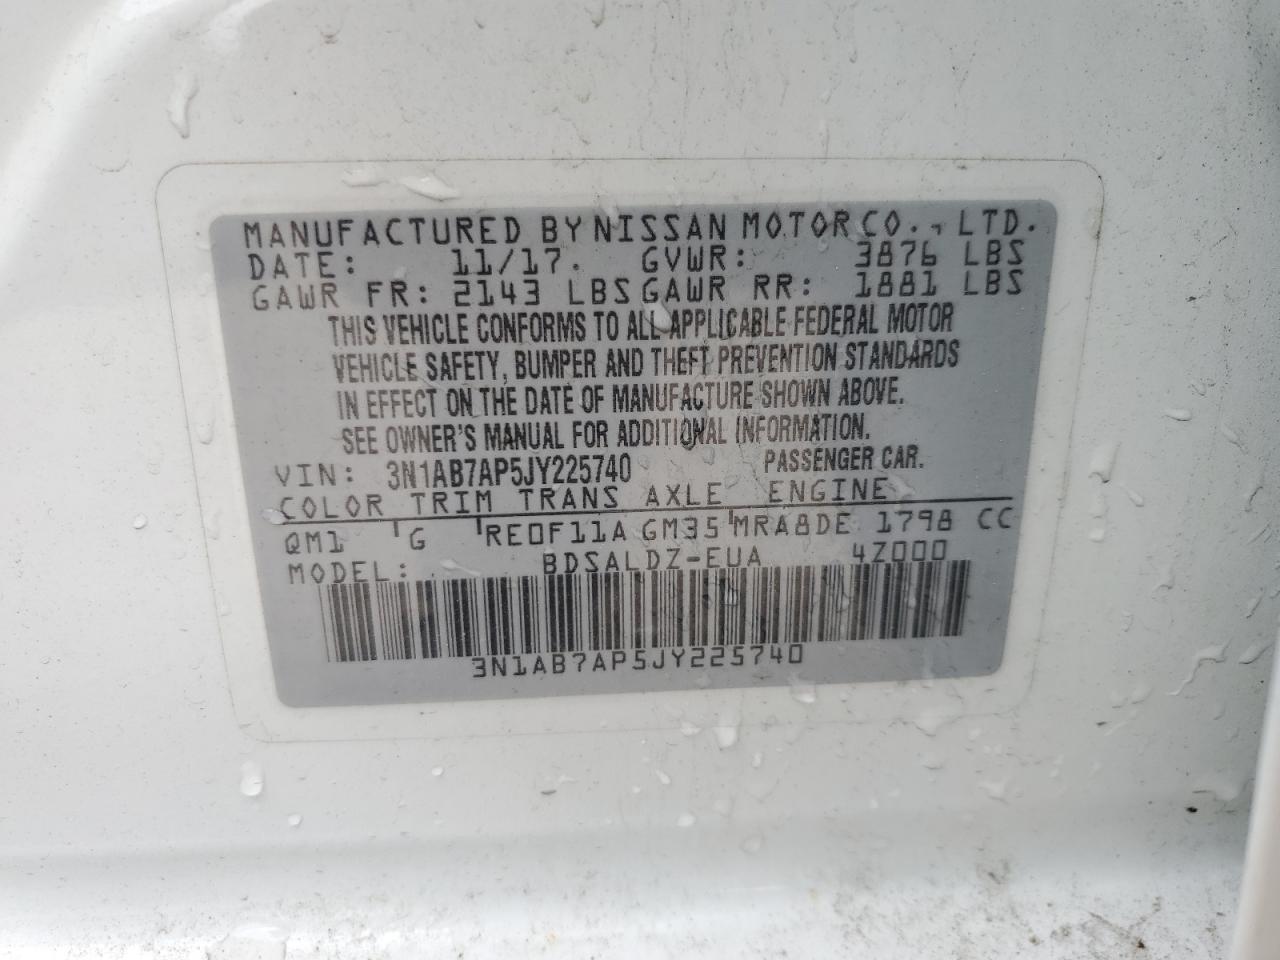 MANUFACTURED BY NISSAN MOTOR CO., LTD.
DATE: 11/17. GVWR: 3876 LBS
GAWR FR: 2143 LBS GAWR RR: 1881 LBS
THIS VEHICLE CONFORMS TO ALL APPLICABLE FEDERAL MOTOR
VEHICLE SAFETY, BUMPER AND THEFT PREVENTION STANDARDS
IN EFFECT ON THE DATE OF MANUFACTURE SHOWN ABOVE.
SEE OWNER'S MANUAL FOR ADDITIONAL INFORMATION.
VIN: 3N1AB7AP5JY225740 PASSENGER CAR.
COLOR TRIM TRANS AXLE ENGINE
QM1 G RE0F11A GM35 MRA8DE 1798 CC
MODEL: BDSALDZ-EUA 4Z000
3N1AB7AP5JY225740